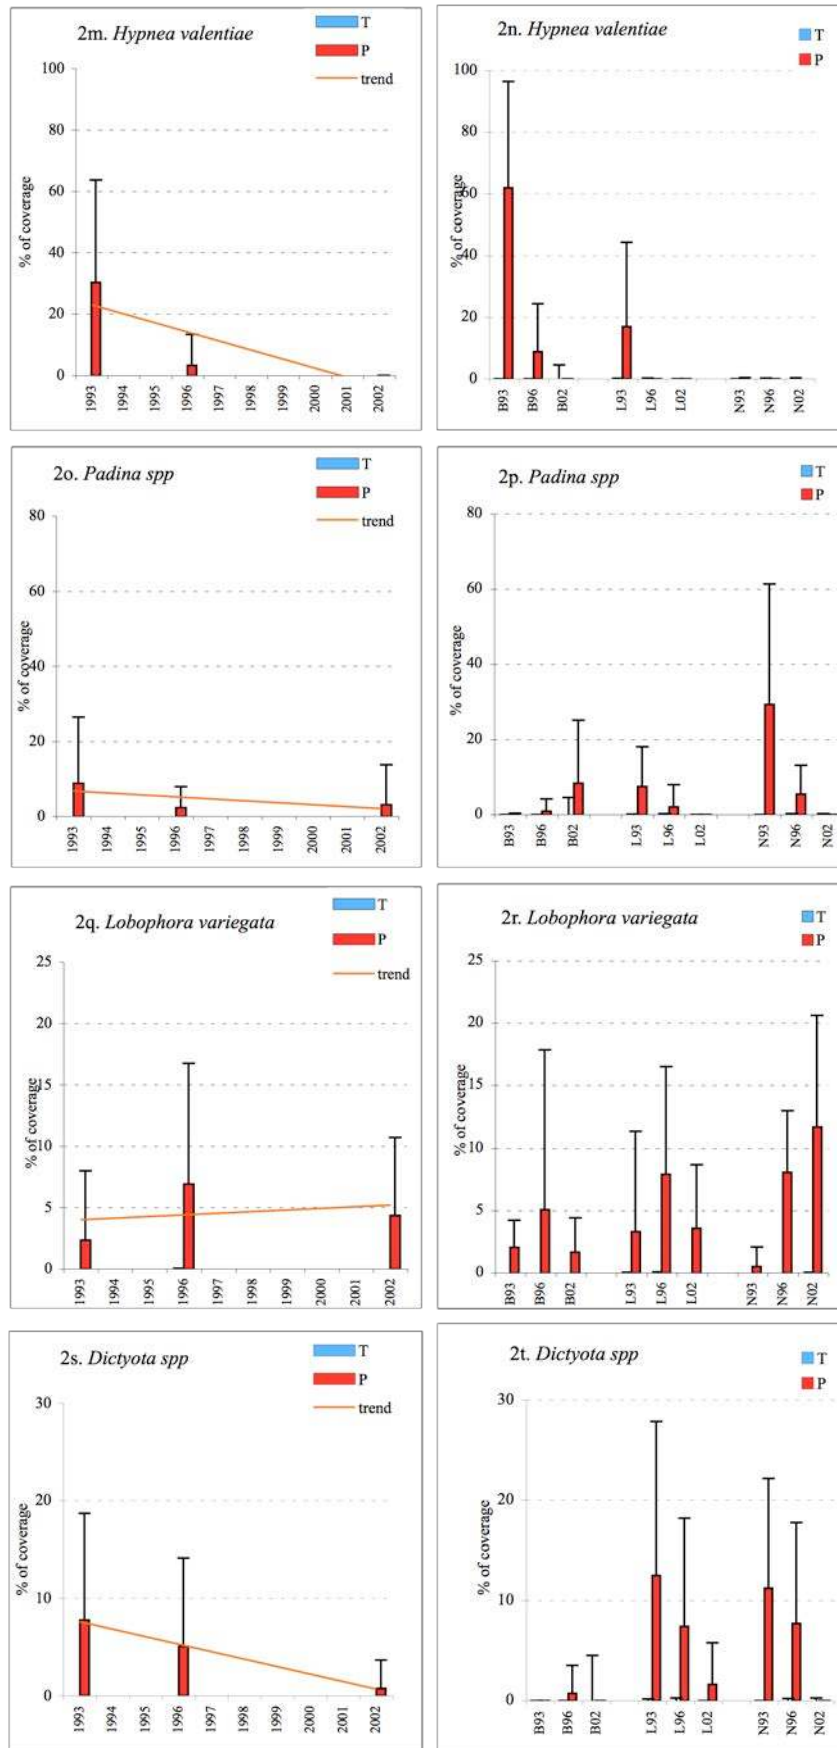 2m. Hypnea valentiae
T
P
trend
% of coverage
100
80
60
40
20
0
1993 1994 1995 1996 1997 1998 1999 2000 2001 2002
2n. Hypnea valentiae
T
P
% of coverage
100
80
60
40
20
0
B93 B96 B02 L93 L96 L02 N93 N96 N02
2o. Padina spp
T
P
trend
% of coverage
80
60
40
20
0
1993 1994 1995 1996 1997 1998 1999 2000 2001 2002
2p. Padina spp
T
P
% of coverage
80
60
40
20
0
B93 B96 B02 L93 L96 L02 N93 N96 N02
2q. Lobophora variegata
T
P
trend
% of coverage
25
20
15
10
5
0
1993 1994 1995 1996 1997 1998 1999 2000 2001 2002
2r. Lobophora variegata
T
P
% of coverage
25
20
15
10
5
0
B93 B96 B02 L93 L96 L02 N93 N96 N02
2s. Dictyota spp
T
P
trend
% of coverage
30
20
10
0
1993 1994 1995 1996 1997 1998 1999 2000 2001 2002
2t. Dictyota spp
T
P
% of coverage
30
20
10
0
B93 B96 B02 L93 L96 L02 N93 N96 N02